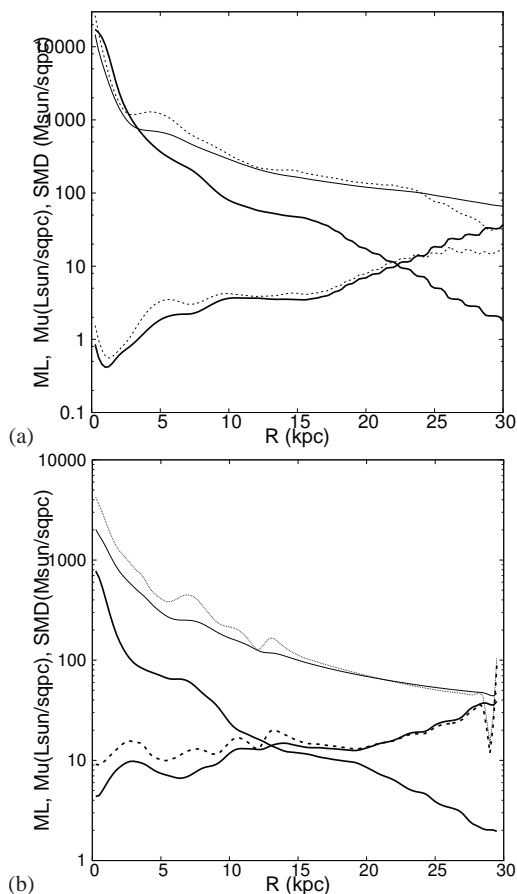 10000
1000
100
10
1
0.1
ML, Mu(Lsun/sqpc), SMD (Msun/sqpc)
0 5 10 15 20 25 30
(a) R (kpc)
10000
1000
100
10
1
ML, Mu(Lsun/sqpc), SMD(Msun/sqpc)
0 5 10 15 20 25 30
(b) R (kpc)